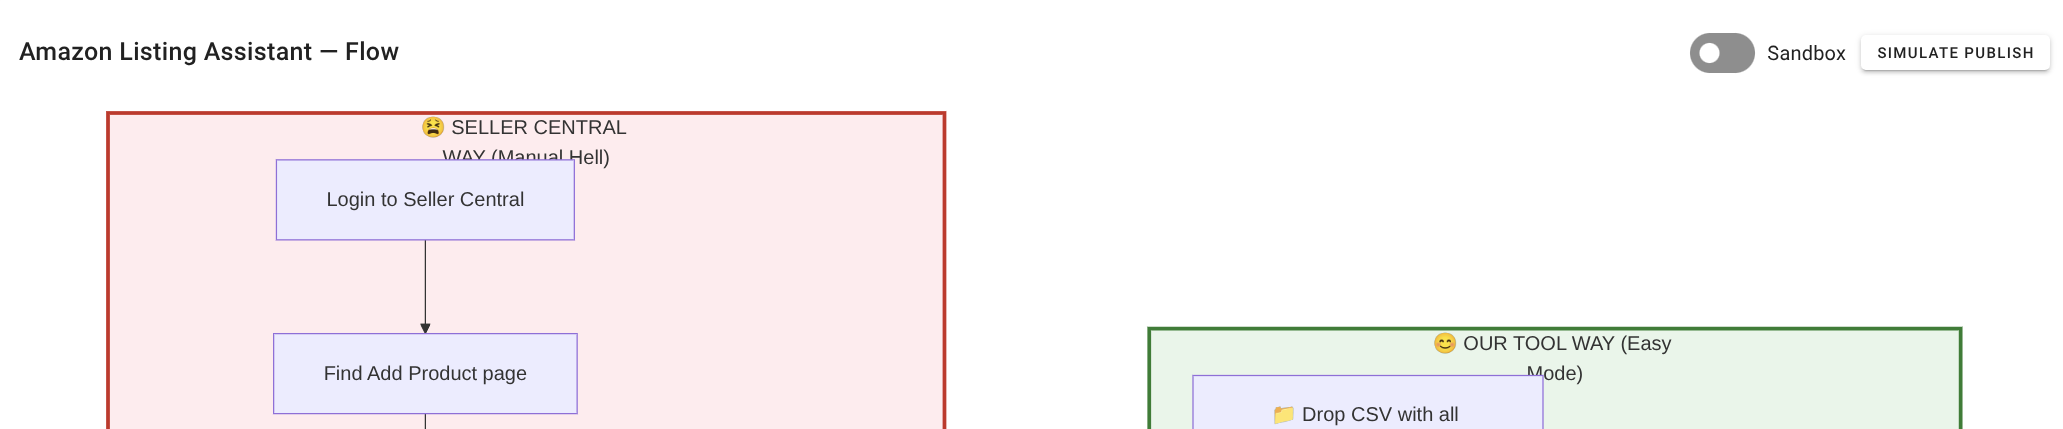 Amazon Listing Assistant — Flow
Sandbox
SIMULATE PUBLISH
😫 SELLER CENTRAL
WAY (Manual Hell)
Login to Seller Central
Find Add Product page
😊 OUR TOOL WAY (Easy
Mode)
📁 Drop CSV with all